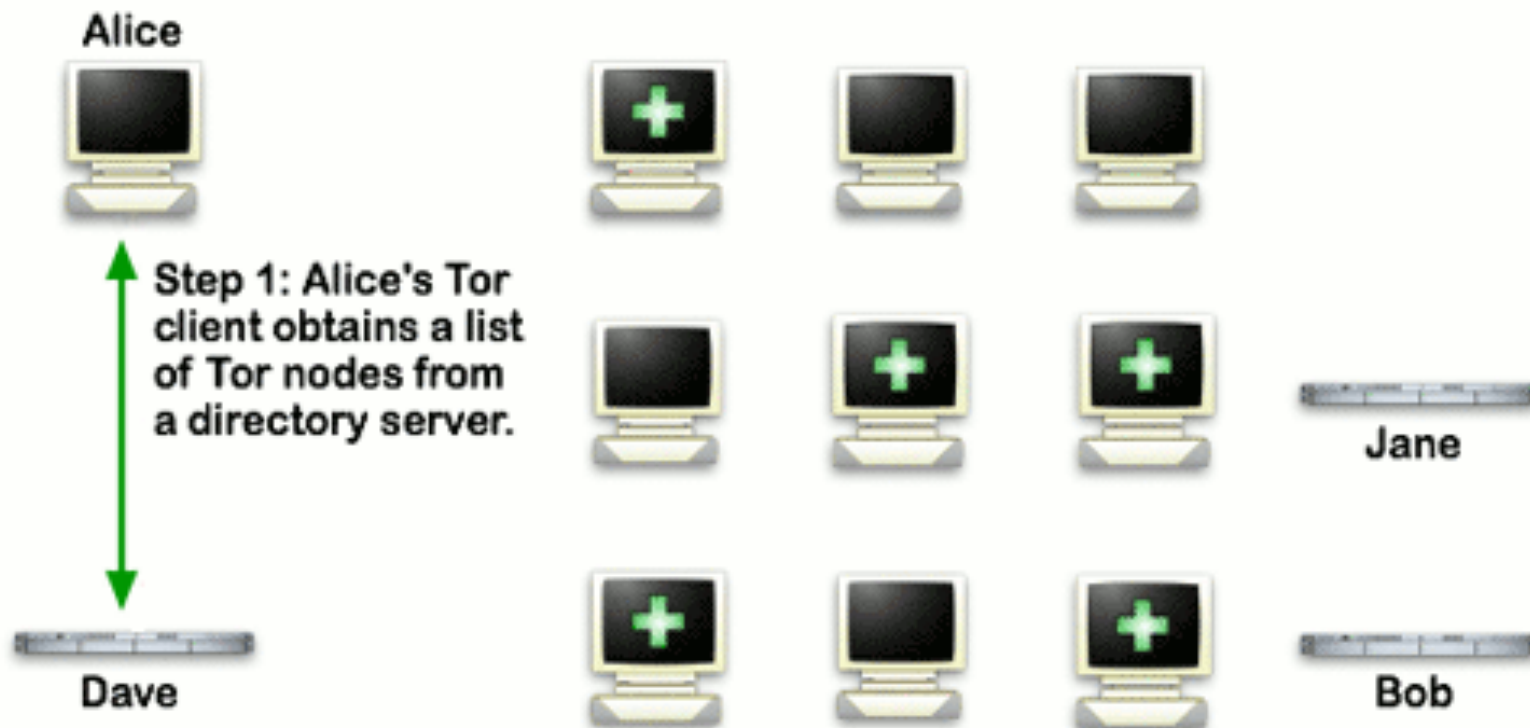 Alice
Step 1: Alice's Tor
client obtains a list
of Tor nodes from
a directory server.
Jane
Dave
Bob